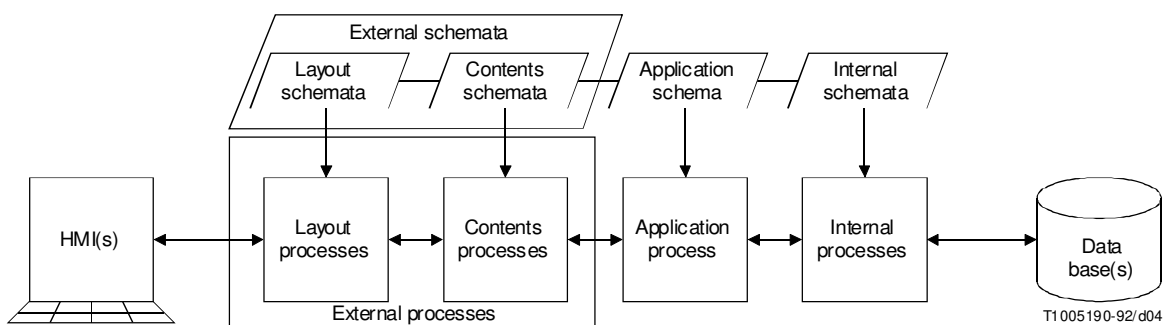 External schemata
Layout
schemata
Contents
schemata
Application
schema
Internal
schemata
HMI(s)
Layout
processes
Contents
processes
Application
process
Internal
processes
Data
base(s)
External processes
T1005190-92/d04